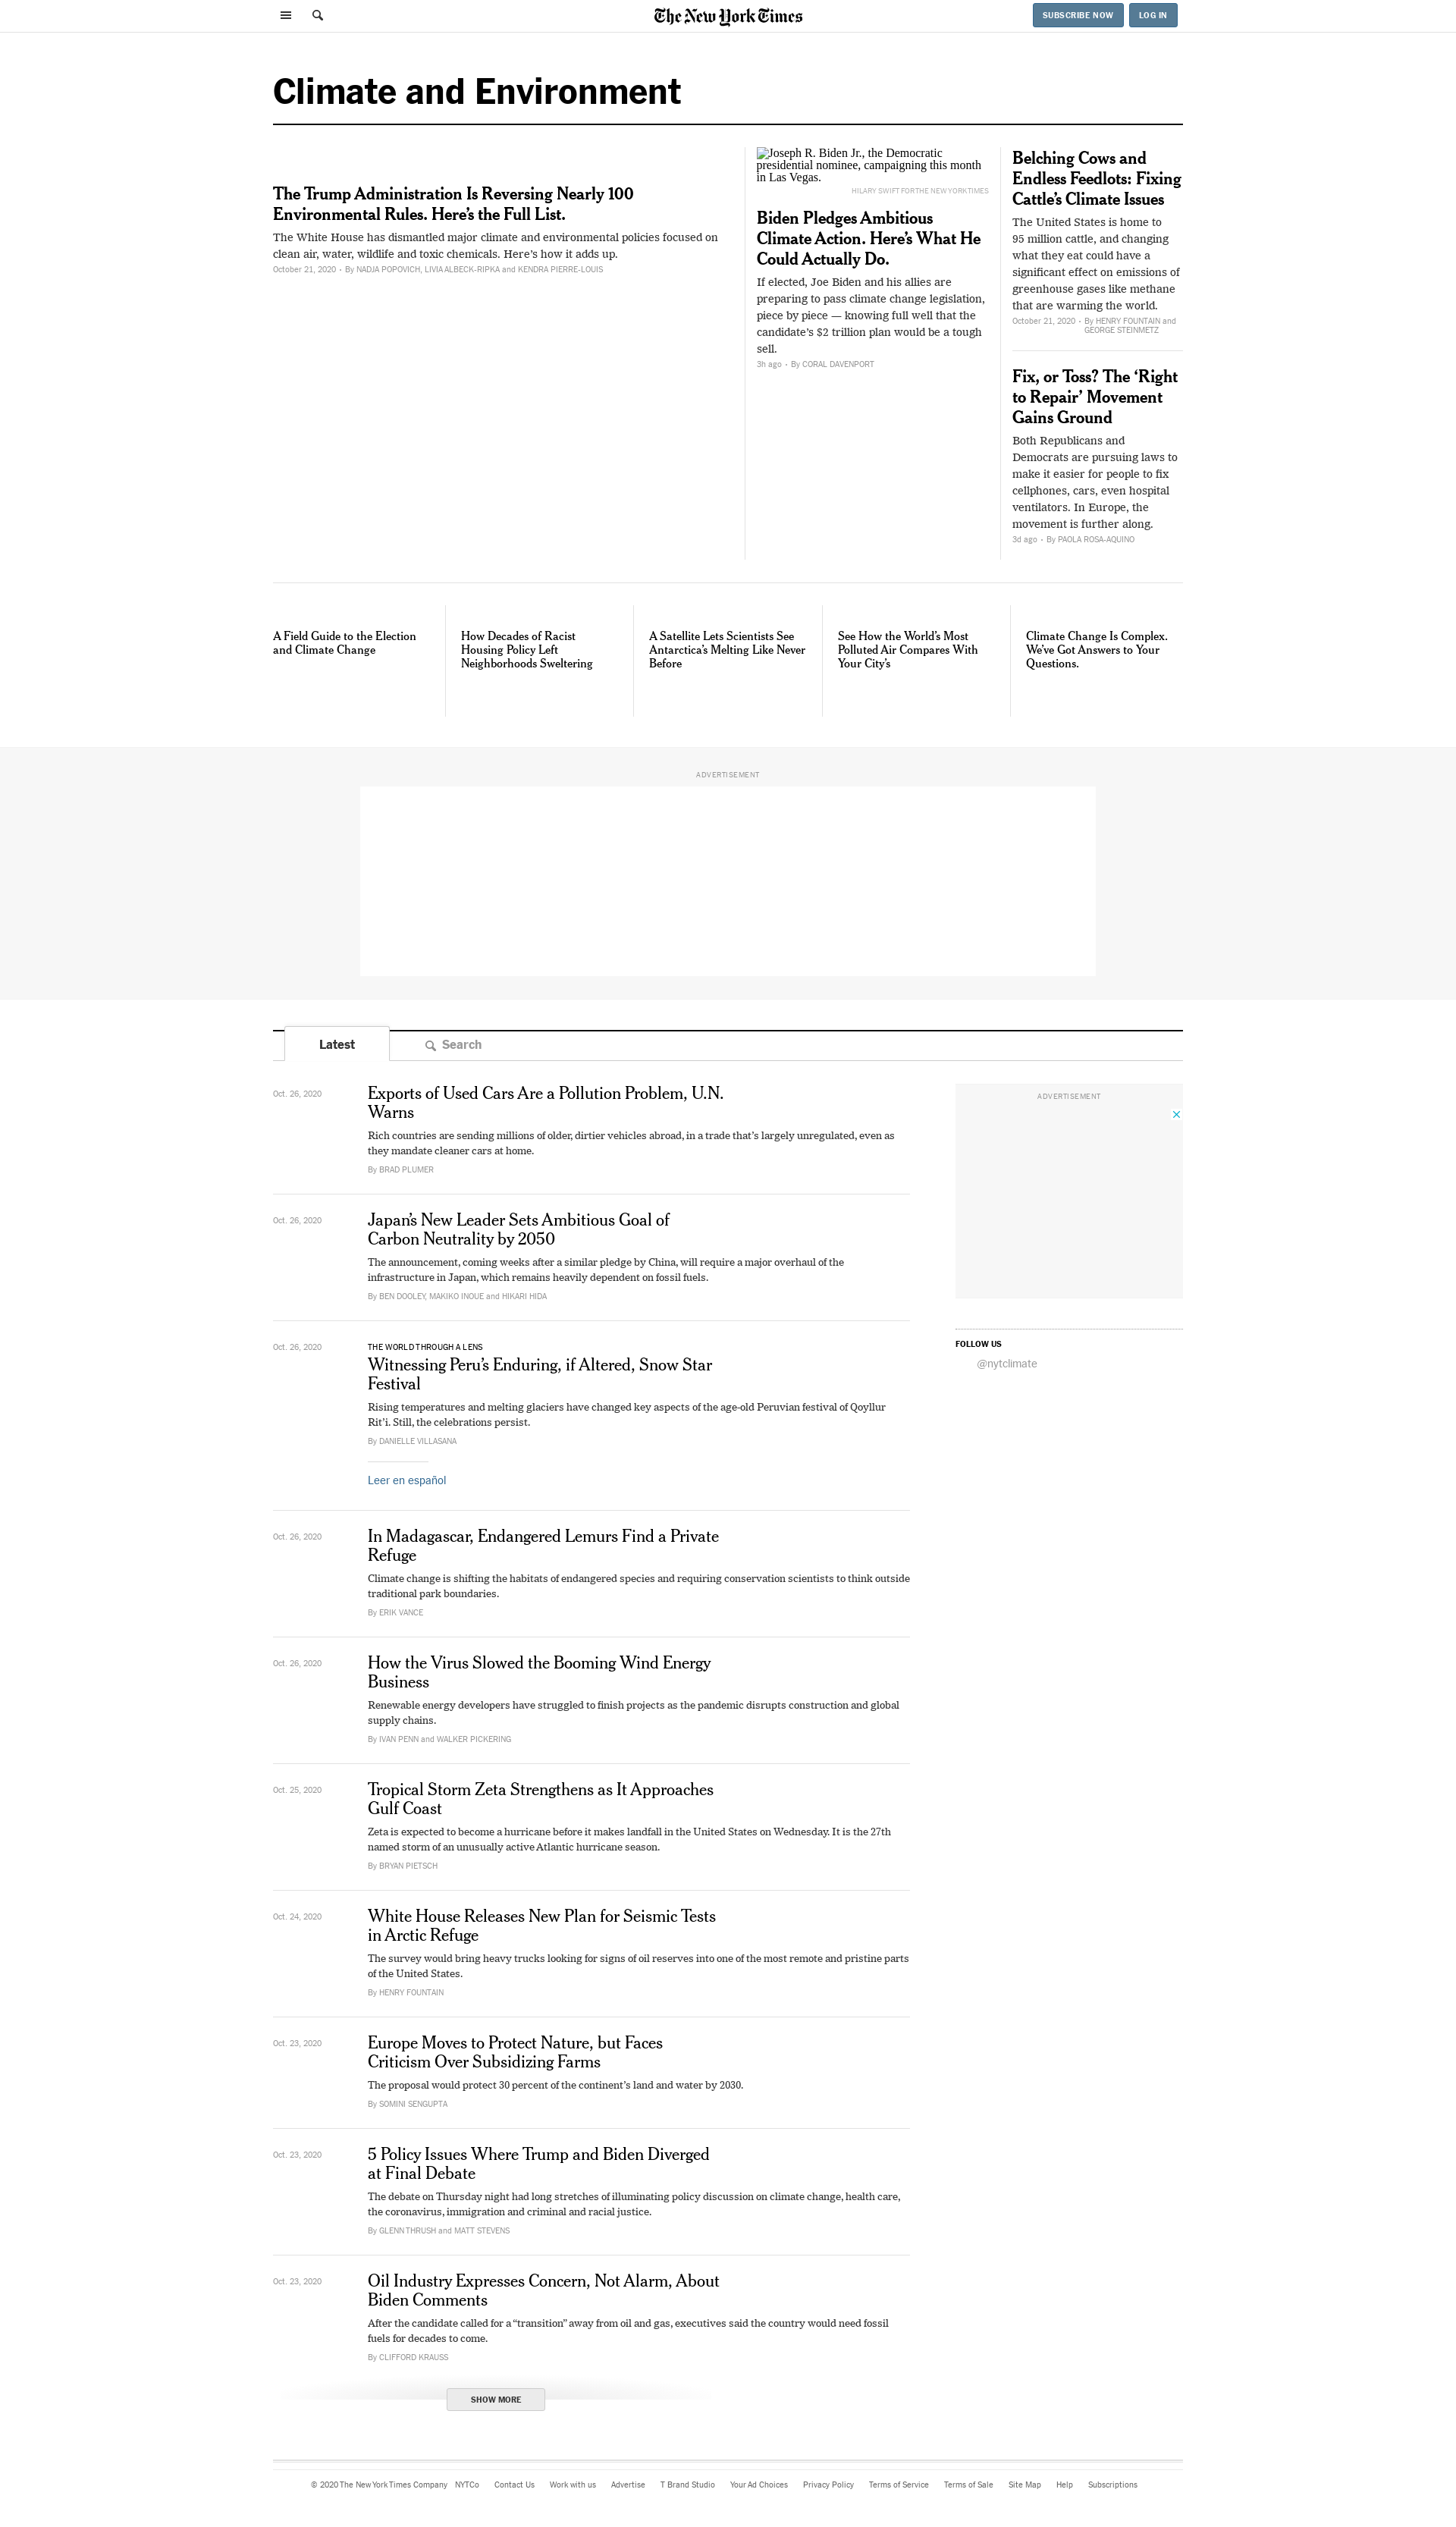 The New York Times
SUBSCRIBE NOW
LOG IN
Climate and Environment
The Trump Administration Is Reversing Nearly 100
Environmental Rules. Here’s the Full List.
The White House has dismantled major climate and environmental policies focused on
clean air, water, wildlife and toxic chemicals. Here’s how it adds up.
October 21, 2020 • By NADJA POPOVICH, LIVIA ALBECK-RIPKA and KENDRA PIERRE-LOUIS
Joseph R. Biden Jr., the Democratic
presidential nominee, campaigning this month
in Las Vegas.
HILARY SWIFT FOR THE NEW YORK TIMES
Biden Pledges Ambitious
Climate Action. Here’s What He
Could Actually Do.
If elected, Joe Biden and his allies are
preparing to pass climate change legislation,
piece by piece — knowing full well that the
candidate’s $2 trillion plan would be a tough
sell.
3h ago • By CORAL DAVENPORT
Belching Cows and
Endless Feedlots: Fixing
Cattle’s Climate Issues
The United States is home to
95 million cattle, and changing
what they eat could have a
significant effect on emissions of
greenhouse gases like methane
that are warming the world.
October 21, 2020 • By HENRY FOUNTAIN and
GEORGE STEINMETZ
Fix, or Toss? The ‘Right
to Repair’ Movement
Gains Ground
Both Republicans and
Democrats are pursuing laws to
make it easier for people to fix
cellphones, cars, even hospital
ventilators. In Europe, the
movement is further along.
3d ago • By PAOLA ROSA-AQUINO
A Field Guide to the Election
and Climate Change
How Decades of Racist
Housing Policy Left
Neighborhoods Sweltering
A Satellite Lets Scientists See
Antarctica’s Melting Like Never
Before
See How the World’s Most
Polluted Air Compares With
Your City’s
Climate Change Is Complex.
We’ve Got Answers to Your
Questions.
ADVERTISEMENT
Latest
Search
Oct. 26, 2020
Exports of Used Cars Are a Pollution Problem, U.N.
Warns
Rich countries are sending millions of older, dirtier vehicles abroad, in a trade that’s largely unregulated, even as
they mandate cleaner cars at home.
By BRAD PLUMER
Oct. 26, 2020
Japan’s New Leader Sets Ambitious Goal of
Carbon Neutrality by 2050
The announcement, coming weeks after a similar pledge by China, will require a major overhaul of the
infrastructure in Japan, which remains heavily dependent on fossil fuels.
By BEN DOOLEY, MAKIKO INOUE and HIKARI HIDA
Oct. 26, 2020
THE WORLD THROUGH A LENS
Witnessing Peru’s Enduring, if Altered, Snow Star
Festival
Rising temperatures and melting glaciers have changed key aspects of the age-old Peruvian festival of Qoyllur
Rit’i. Still, the celebrations persist.
By DANIELLE VILLASANA
Leer en español
Oct. 26, 2020
In Madagascar, Endangered Lemurs Find a Private
Refuge
Climate change is shifting the habitats of endangered species and requiring conservation scientists to think outside
traditional park boundaries.
By ERIK VANCE
Oct. 26, 2020
How the Virus Slowed the Booming Wind Energy
Business
Renewable energy developers have struggled to finish projects as the pandemic disrupts construction and global
supply chains.
By IVAN PENN and WALKER PICKERING
Oct. 25, 2020
Tropical Storm Zeta Strengthens as It Approaches
Gulf Coast
Zeta is expected to become a hurricane before it makes landfall in the United States on Wednesday. It is the 27th
named storm of an unusually active Atlantic hurricane season.
By BRYAN PIETSCH
Oct. 24, 2020
White House Releases New Plan for Seismic Tests
in Arctic Refuge
The survey would bring heavy trucks looking for signs of oil reserves into one of the most remote and pristine parts
of the United States.
By HENRY FOUNTAIN
Oct. 23, 2020
Europe Moves to Protect Nature, but Faces
Criticism Over Subsidizing Farms
The proposal would protect 30 percent of the continent’s land and water by 2030.
By SOMINI SENGUPTA
Oct. 23, 2020
5 Policy Issues Where Trump and Biden Diverged
at Final Debate
The debate on Thursday night had long stretches of illuminating policy discussion on climate change, health care,
the coronavirus, immigration and criminal and racial justice.
By GLENN THRUSH and MATT STEVENS
Oct. 23, 2020
Oil Industry Expresses Concern, Not Alarm, About
Biden Comments
After the candidate called for a “transition” away from oil and gas, executives said the country would need fossil
fuels for decades to come.
By CLIFFORD KRAUSS
SHOW MORE
ADVERTISEMENT
FOLLOW US
@nytclimate
© 2020 The New York Times Company NYTCo Contact Us Work with us Advertise T Brand Studio Your Ad Choices Privacy Policy Terms of Service Terms of Sale Site Map Help Subscriptions